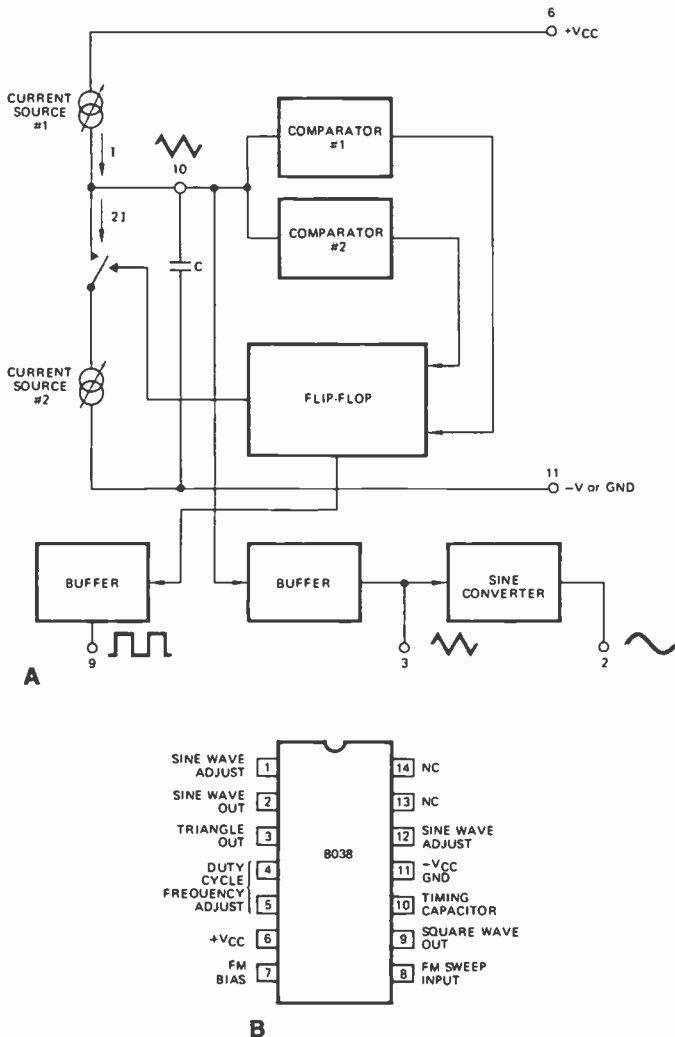 6
+VCC
CURRENT
SOURCE
#1
I
10
COMPARATOR
#1
2I
COMPARATOR
#2
C
CURRENT
SOURCE
#2
FLIP-FLOP
11
−V or GND
BUFFER
BUFFER
SINE
CONVERTER
9
3
2
A
SINE WAVE
ADJUST
1
14
NC
SINE WAVE
OUT
2
13
NC
TRIANGLE
OUT
3
12
SINE WAVE
ADJUST
8038
DUTY
CYCLE
4
11
−VCC
GND
FREQUENCY
ADJUST
5
10
TIMING
CAPACITOR
+VCC
6
9
SQUARE WAVE
OUT
FM
BIAS
7
8
FM SWEEP
INPUT
B